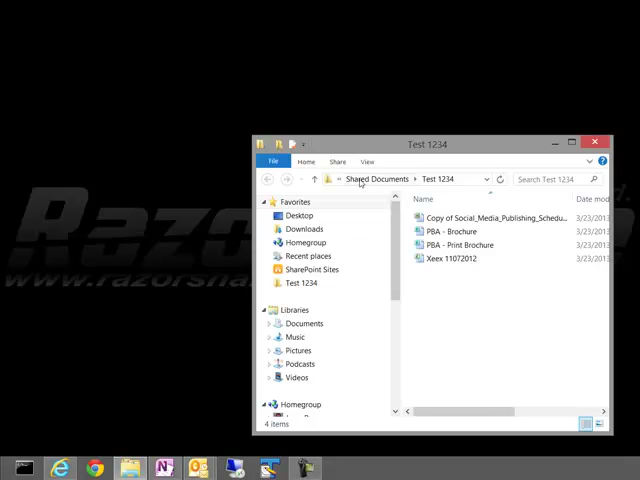 Test 1234
File Home Share View
Shared Documents Test 1234 Search Test 1234
Favorites
Desktop
Downloads
Homegroup
Recent places
SharePoint Sites
Test 1234
Libraries
Documents
Music
Pictures
Podcasts
Videos
Homegroup
Name Date mod
Copy of Social_Media_Publishing_Schedu...
3/23/2013
PBA - Brochure 3/23/2013
PBA - Print Brochure 3/23/2013
Xeex 11072012 3/23/2013
4 items
Razor
www.razorsna